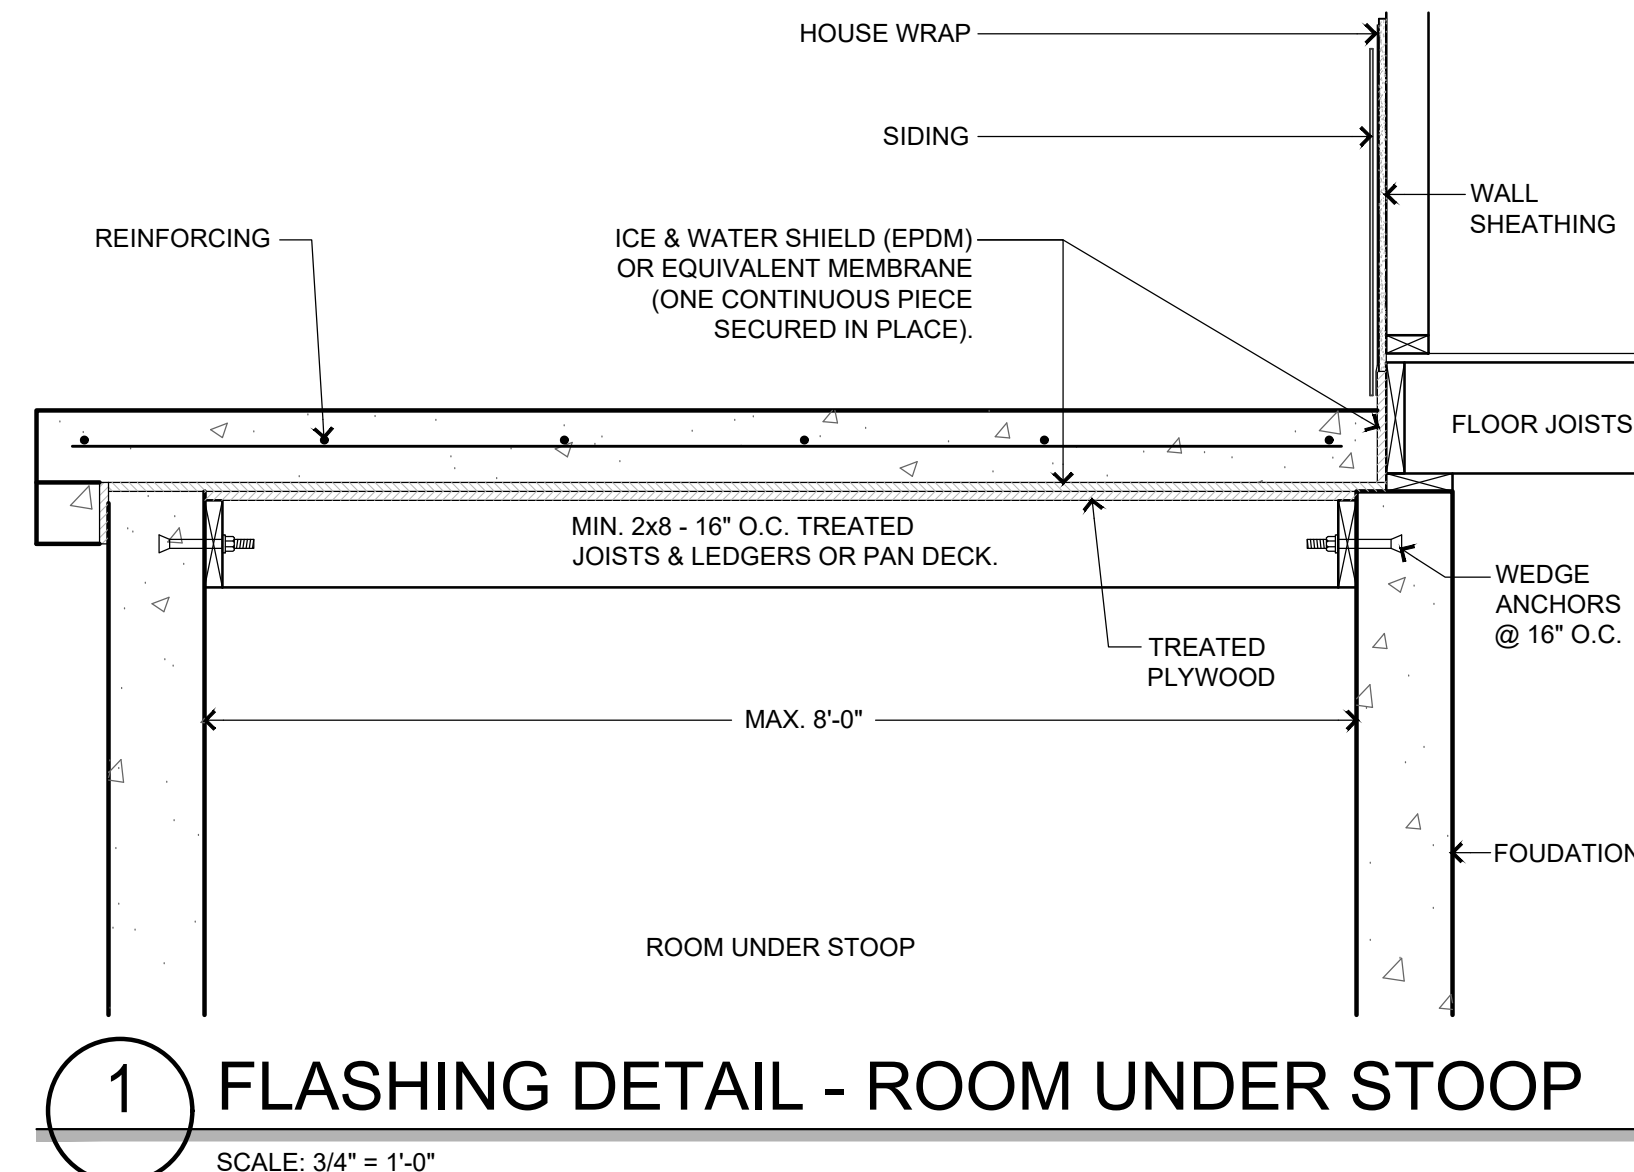 HOUSE WRAP
SIDING
WALL
SHEATHING
REINFORCING
ICE & WATER SHIELD (EPDM)
OR EQUIVALENT MEMBRANE
(ONE CONTINUOUS PIECE
SECURED IN PLACE).
FLOOR JOISTS
MIN. 2x8 - 16" O.C. TREATED
JOISTS & LEDGERS OR PAN DECK.
WEDGE
ANCHORS
@ 16" O.C.
TREATED
PLYWOOD
MAX. 8'-0"
FOUDATION
ROOM UNDER STOOP
1
FLASHING DETAIL - ROOM UNDER STOOP
SCALE: 3/4" = 1'-0"